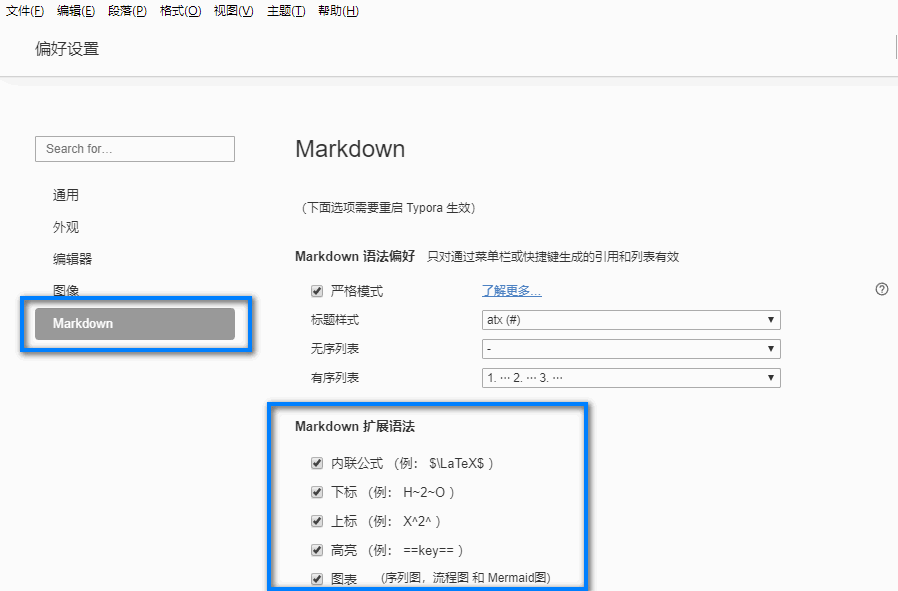 文件(F) 编辑(E) 段落(P) 格式(O) 视图(V) 主题(T) 帮助(H)
偏好设置
Search for…
通用
外观
编辑器
图像
Markdown
Markdown
(下面选项需要重启 Typora 生效)
Markdown 语法偏好 只对通过菜单栏或快捷键生成的引用和列表有效
严格模式 了解更多…
标题样式 atx (#)
无序列表 -
有序列表 1. ··· 2. ··· 3. ···
Markdown 扩展语法
内联公式 (例: $\LaTeX$ )
下标 (例: H~2~O )
上标 (例: X^2^ )
高亮 (例: ==key== )
图表 (序列图, 流程图 和 Mermaid图)